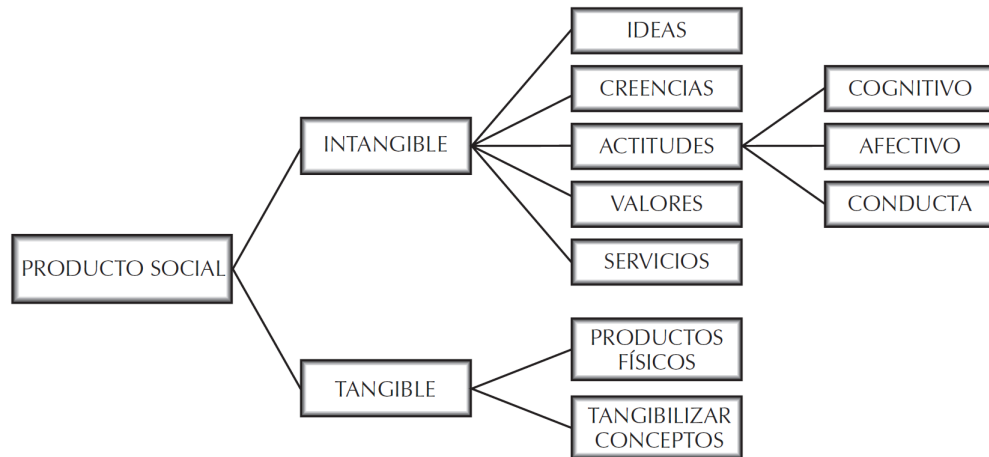 IDEAS
CREENCIAS
COGNITIVO
INTANGIBLE
ACTITUDES
AFECTIVO
VALORES
CONDUCTA
PRODUCTO SOCIAL
SERVICIOS
PRODUCTOS
FÍSICOS
TANGIBLE
TANGIBILIZAR
CONCEPTOS